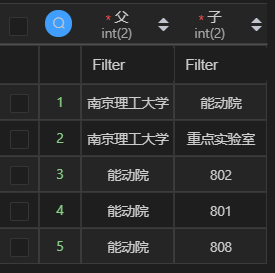 * 父 * 子
int(2) int(2)
Filter Filter
1 南京理工大学 能动院
2 南京理工大学 重点实验室
3 能动院 802
4 能动院 801
5 能动院 808